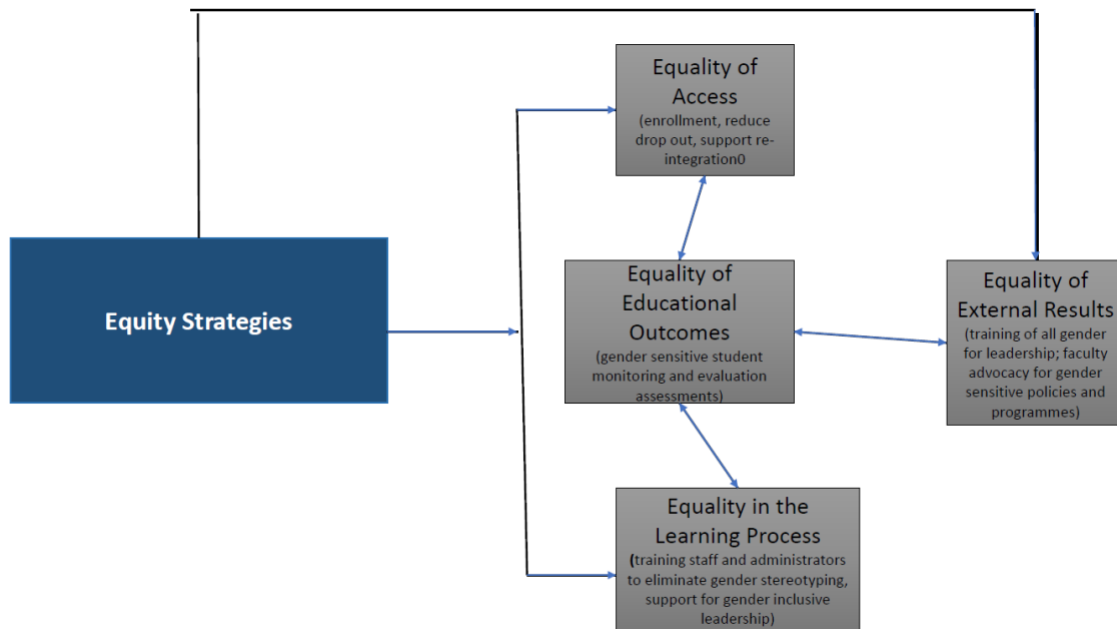 Equality of
Access
(enrollment, reduce
drop out, support re-
integration0
Equity Strategies
Equality of
Educational
Outcomes
(gender sensitive student
monitoring and evaluation
assessments)
Equality of
External Results
(training of all gender
for leadership; faculty
advocacy for gender
sensitive policies and
programmes)
Equality in the
Learning Process
(training staff and administrators
to eliminate gender stereotyping,
support for gender inclusive
leadership)